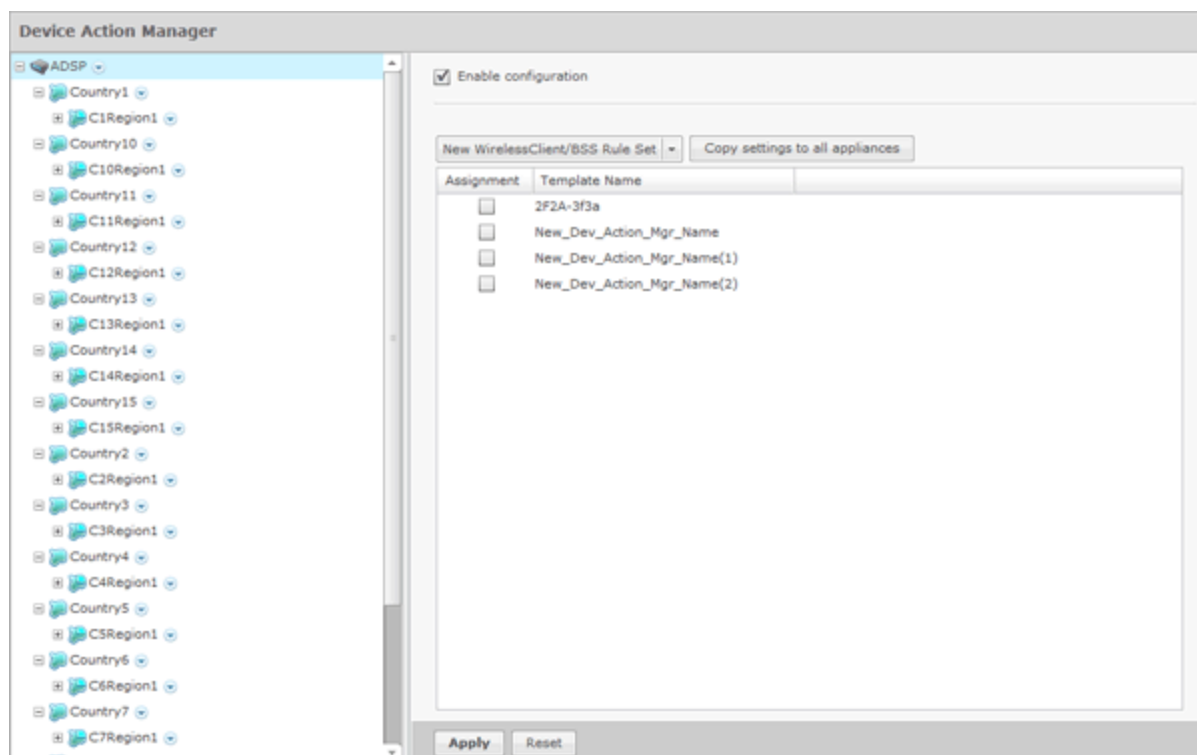 Device Action Manager
ADSP
Country1
C1Region1
Country10
C10Region1
Country11
C11Region1
Country12
C12Region1
Country13
C13Region1
Country14
C14Region1
Country15
C15Region1
Country2
C2Region1
Country3
C3Region1
Country4
C4Region1
Country5
C5Region1
Country6
C6Region1
Country7
C7Region1
Enable configuration
New WirelessClient/BSS Rule Set
Copy settings to all appliances
Assignment Template Name
2F2A-3f3a
New_Dev_Action_Mgr_Name
New_Dev_Action_Mgr_Name(1)
New_Dev_Action_Mgr_Name(2)
Apply Reset